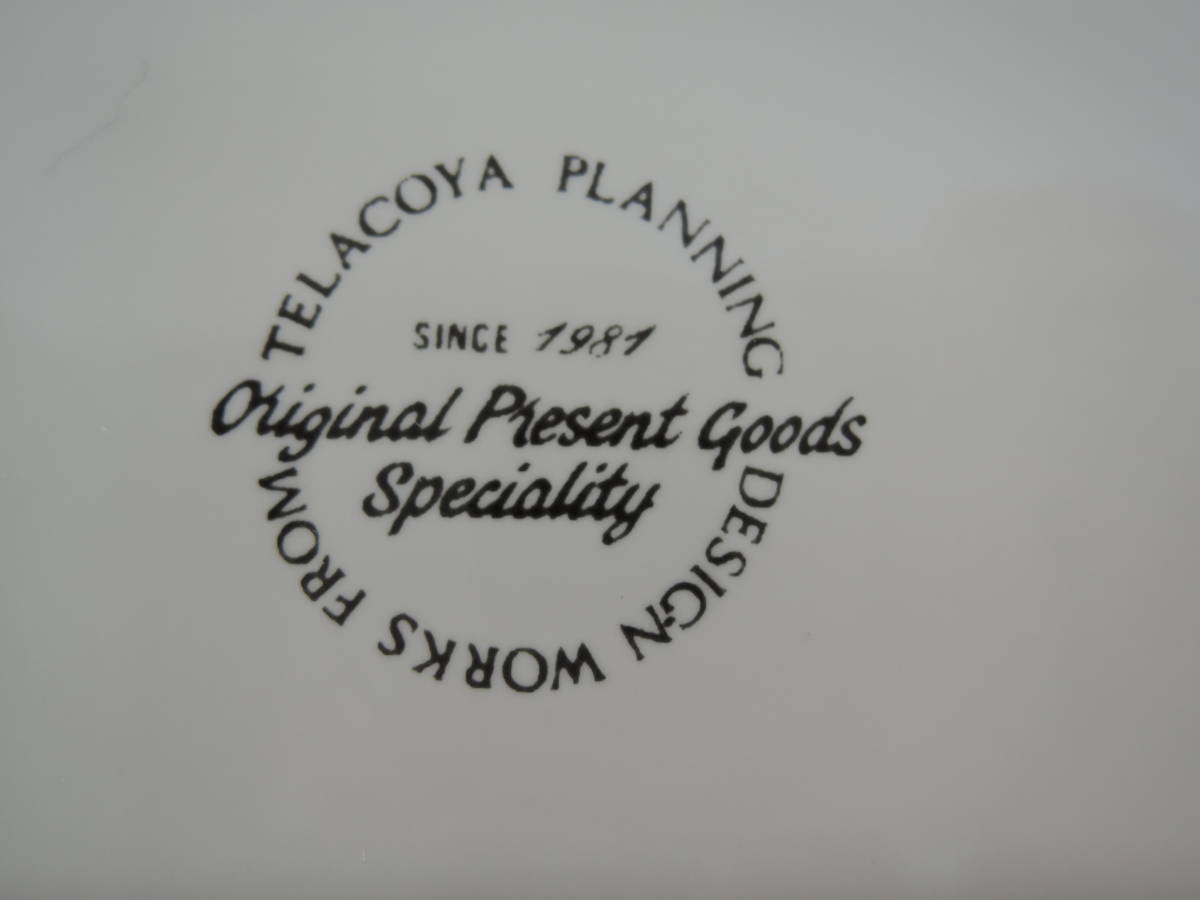 DESIGN WORKS FROM TELACOYA PLANNING
SINCE 1981
Original Present Goods
Speciality